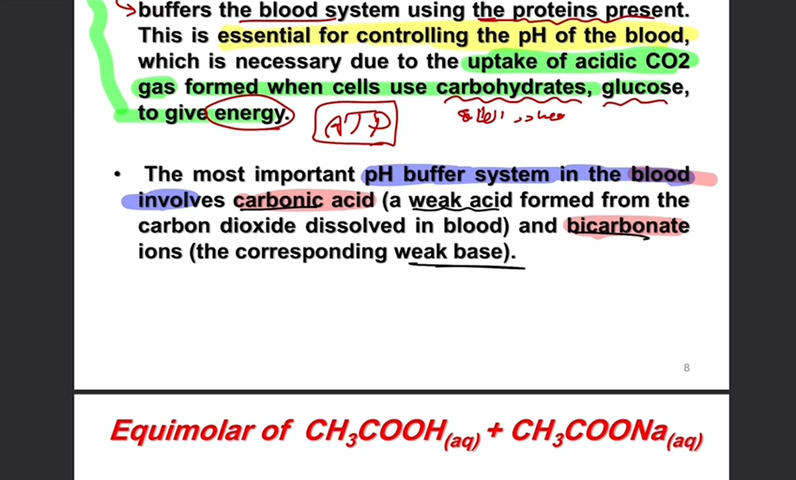 buffers the blood system using the proteins present.
This is essential for controlling the pH of the blood,
which is necessary due to the uptake of acidic CO2
gas formed when cells use carbohydrates, glucose,
to give energy.
ATP
• The most important pH buffer system in the blood
involves carbonic acid (a weak acid formed from the
carbon dioxide dissolved in blood) and bicarbonate
ions (the corresponding weak base).
8
Equimolar of CH₃COOH(aq) + CH₃COONa(aq)